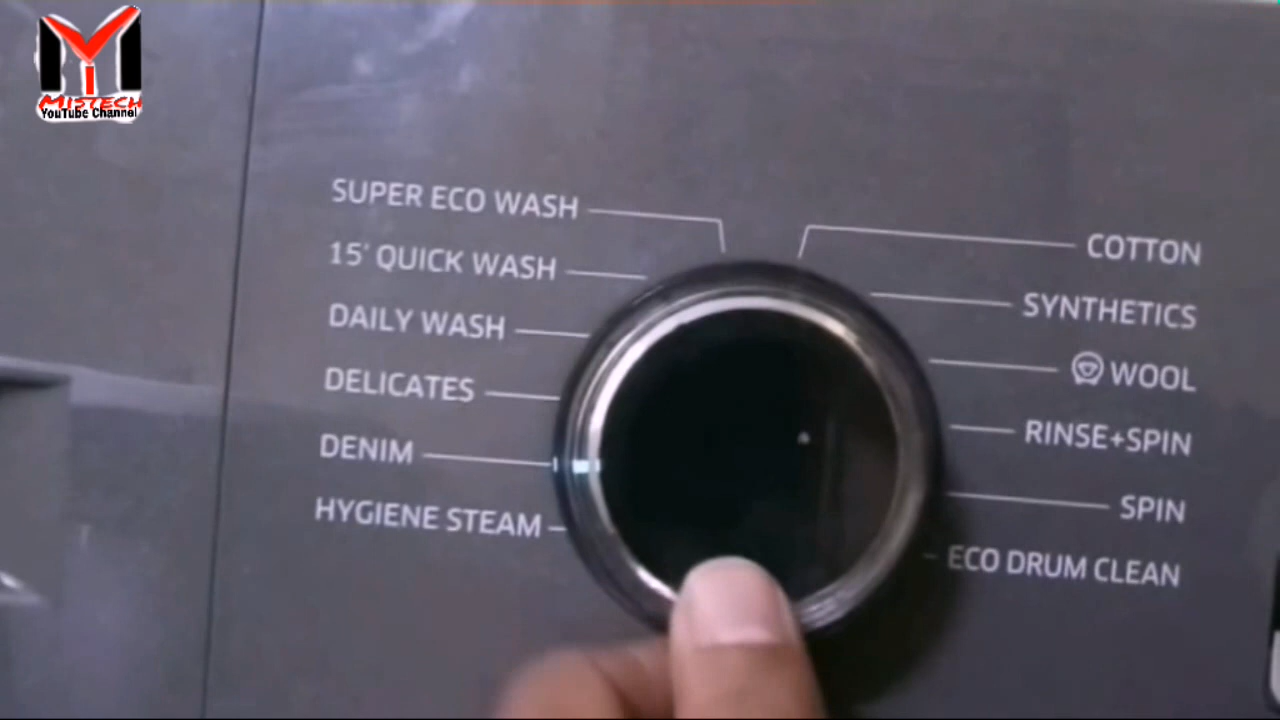 MISTECH
YouTube Channel
SUPER ECO WASH
15' QUICK WASH
DAILY WASH
DELICATES
DENIM
HYGIENE STEAM
COTTON
SYNTHETICS
WOOL
RINSE+SPIN
SPIN
ECO DRUM CLEAN